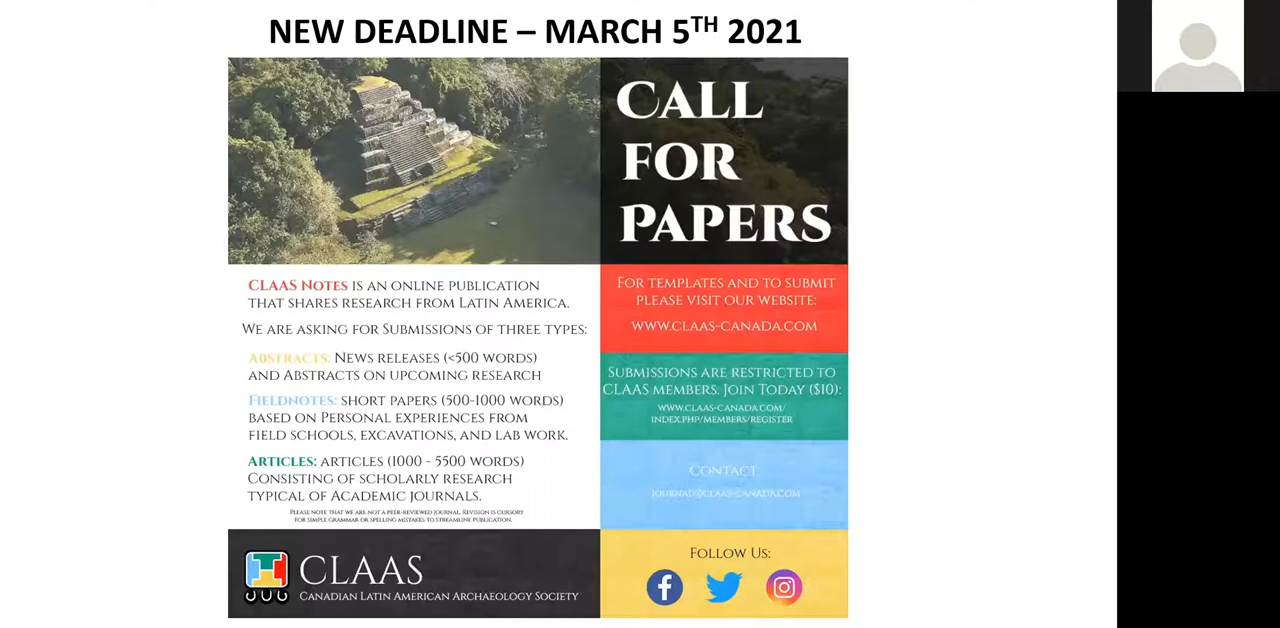 NEW DEADLINE – MARCH 5TH 2021
CALL
FOR
PAPERS
CLAAS NOTES IS AN ONLINE PUBLICATION
THAT SHARES RESEARCH FROM LATIN AMERICA.
WE ARE ASKING FOR SUBMISSIONS OF THREE TYPES:
ABSTRACTS: NEWS RELEASES (<500 WORDS)
AND ABSTRACTS ON UPCOMING RESEARCH
FIELDNOTES: SHORT PAPERS (500-1000 WORDS)
BASED ON PERSONAL EXPERIENCES FROM
FIELD SCHOOLS, EXCAVATIONS, AND LAB WORK.
ARTICLES: ARTICLES (1000 - 5500 WORDS)
CONSISTING OF SCHOLARLY RESEARCH
TYPICAL OF ACADEMIC JOURNALS.
PLEASE NOTE THAT WE ARE NOT A PEER-REVIEWED JOURNAL. REVISION IS CURSORY
FOR SIMPLE GRAMMAR OR SPELLING MISTAKES TO STREAMLINE PUBLICATION.
FOR TEMPLATES AND TO SUBMIT
PLEASE VISIT OUR WEBSITE:
WWW.CLAAS-CANADA.COM
SUBMISSIONS ARE RESTRICTED TO
CLAAS MEMBERS. JOIN TODAY ($10):
WWW.CLAAS-CANADA.COM/
INDEX.PHP/MEMBERS/REGISTER
CONTACT:
JOURNAL@CLAAS-CANADA.COM
CLAAS
CANADIAN LATIN AMERICAN ARCHAEOLOGY SOCIETY
FOLLOW US: